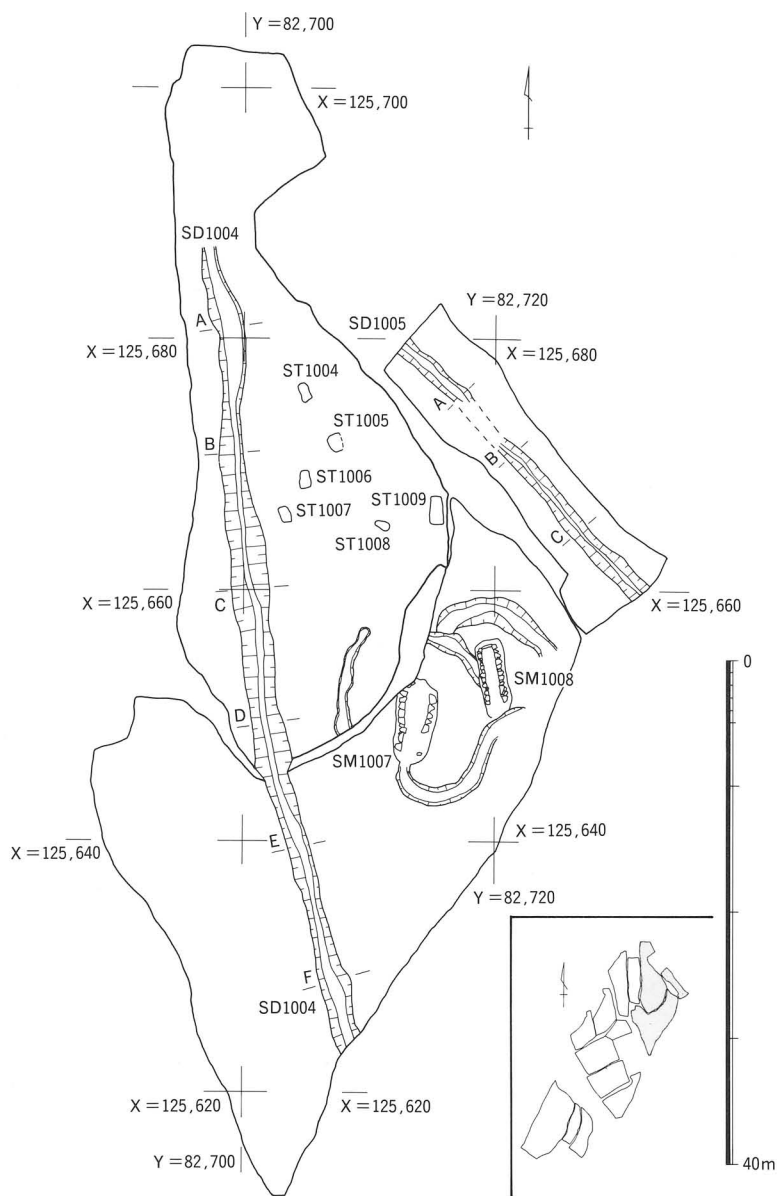 Y=82,700
X=125,700
SD1004
Y=82,720
SD1005
A
X=125,680
X=125,680
ST1004
A
ST1005
B
B
ST1006
ST1007
ST1009
ST1008
C
X=125,660
C
X=125,660
0
SM1008
D
SM1007
X=125,640
E
X=125,640
Y=82,720
F
SD1004
X=125,620
X=125,620
Y=82,700
40m